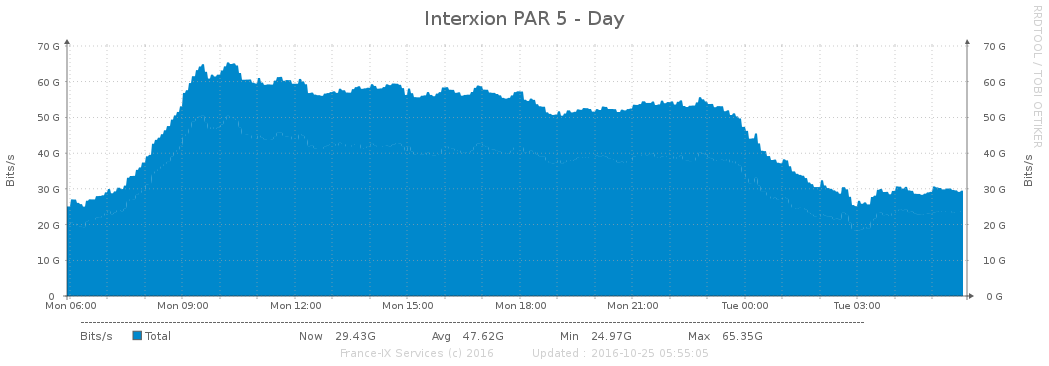 Interxion PAR 5 - Day
RRDTOOL / TOBI OETIKER
Bits/s
70 G
60 G
50 G
40 G
30 G
20 G
10 G
0
70 G
60 G
50 G
40 G
30 G
20 G
10 G
0 G
Bits/s
Mon 06:00 Mon 09:00 Mon 12:00 Mon 15:00 Mon 18:00 Mon 21:00 Tue 00:00 Tue 03:00
Bits/s Total Now 29.43G Avg 47.62G Min 24.97G Max 65.35G
France-IX Services (c) 2016 Updated : 2016-10-25 05:55:05